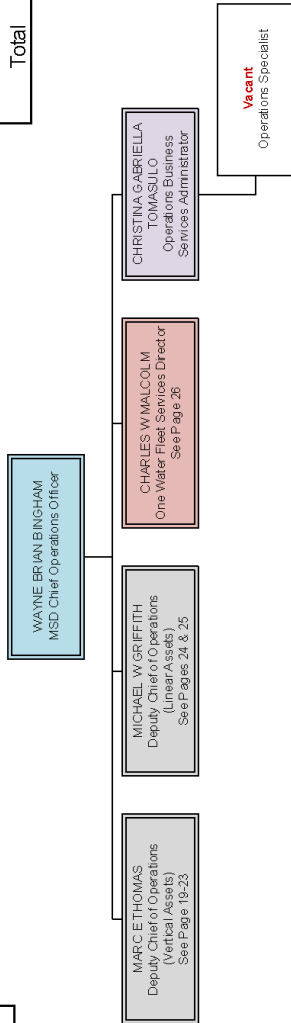 Total
WAYNE BRIAN BINGHAM
MSD Chief Operations Officer
MARC E THOMAS
Deputy Chief of Operations
(Vertical Assets)
See Page 19-23
MICHAEL W GRIFFITH
Deputy Chief of Operations
(Linear Assets)
See Pages 24 & 25
CHARLES W MALCOLM
One Water Fleet Services Director
See Page 26
CHRISTINA GABRIELLA
TOMASULO
Operations Business
Services Administrator
Vacant
Operations Specialist